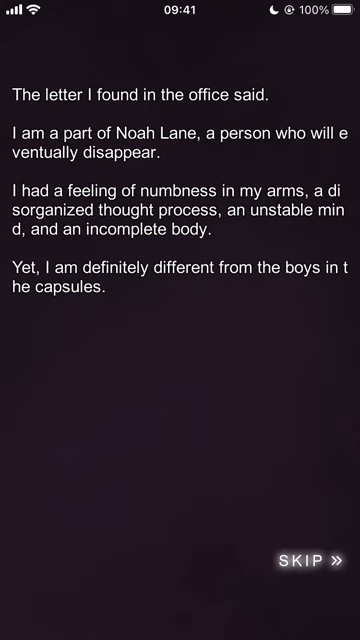 09:41
100%
The letter I found in the office said.
I am a part of Noah Lane, a person who will e
ventually disappear.
I had a feeling of numbness in my arms, a di
sorganized thought process, an unstable min
d, and an incomplete body.
Yet, I am definitely different from the boys in t
he capsules.
SKIP »